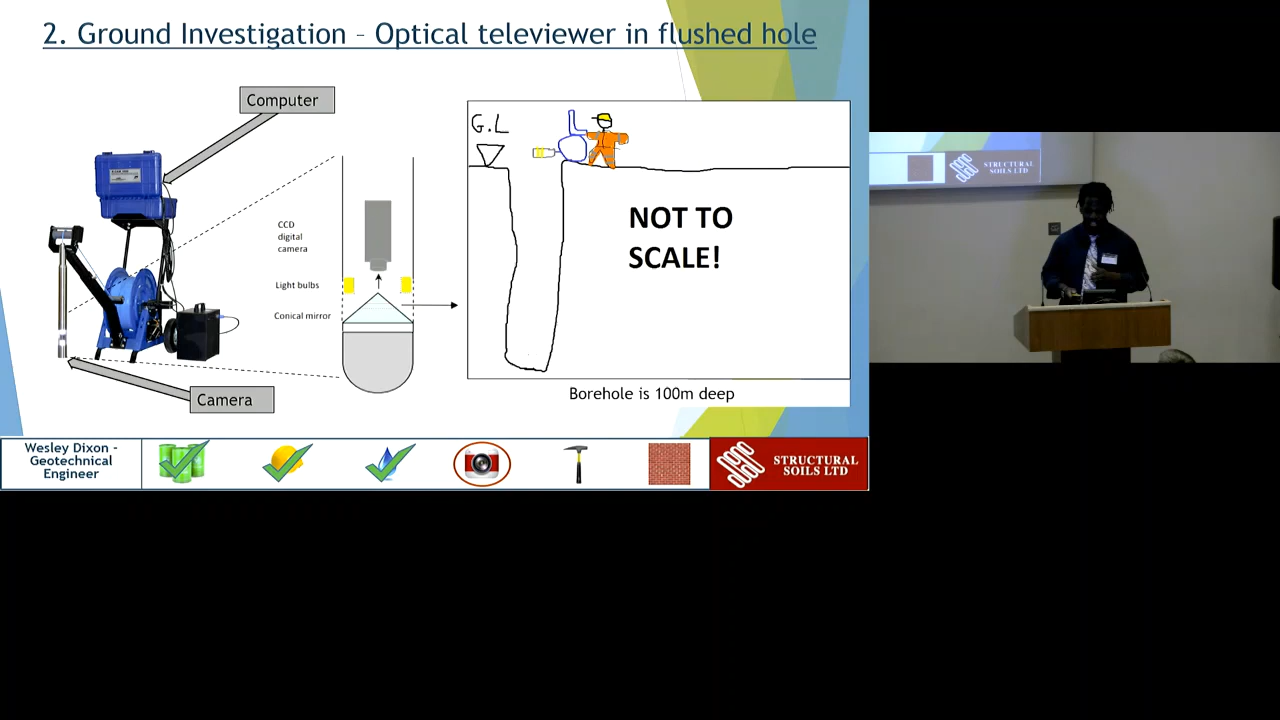 2. Ground Investigation – Optical televiewer in flushed hole
Computer
CCD
digital
camera
Light bulbs
Conical mirror
Camera
G.L
NOT TO
SCALE!
Borehole is 100m deep
Wesley Dixon -
Geotechnical
Engineer
STRUCTURAL
SOILS LTD
STRUCTURAL
SOILS LTD